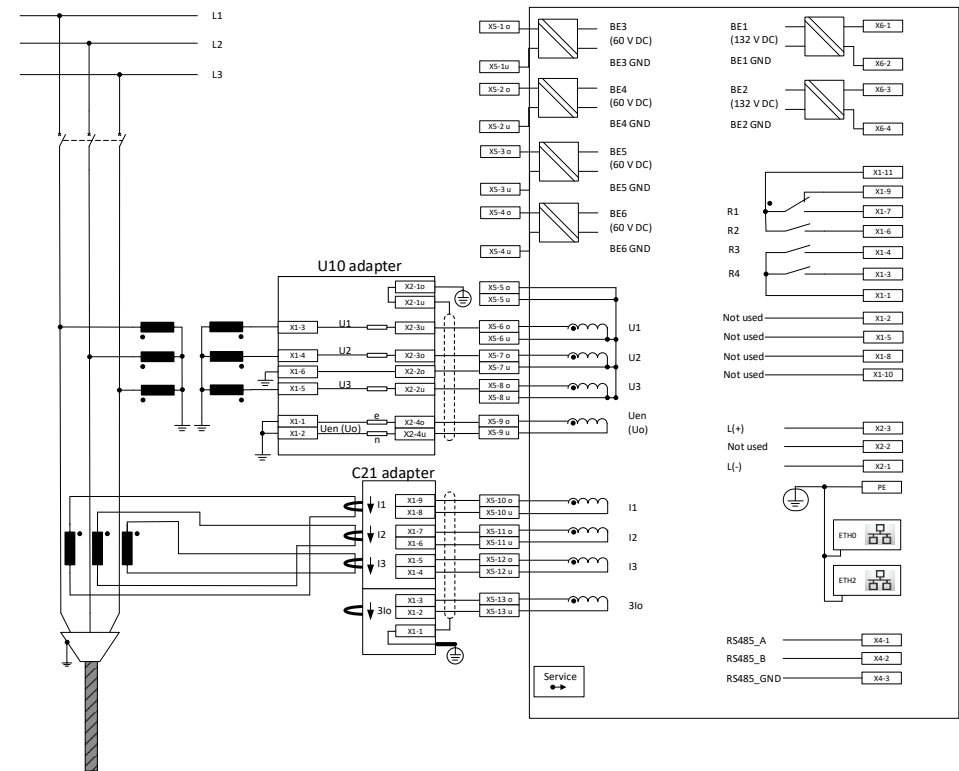 L1
L2
L3
X5-1 o
BE3
(60 V DC)
X5-1u
BE3 GND
X5-2 o
BE4
(60 V DC)
X5-2 u
BE4 GND
X5-3 o
BE5
(60 V DC)
X5-3 u
BE5 GND
X5-4 o
BE6
(60 V DC)
X5-4 u
BE6 GND
BE1
(132 V DC)
X6-1
BE1 GND
X6-2
BE2
(132 V DC)
X6-3
BE2 GND
X6-4
X1-11
X1-9
R1
X1-7
R2
X1-6
R3
X1-4
R4
X1-3
X1-1
Not used
X1-2
Not used
X1-5
Not used
X1-8
Not used
X1-10
L(+)
X2-3
Not used
X2-2
L(-)
X2-1
PE
ETH0
ETH2
RS485_A
X4-1
RS485_B
X4-2
RS485_GND
X4-3
U10 adapter
X2-1o
X2-1u
X1-3
U1
X2-3u
X1-4
U2
X2-3o
X1-6
X2-2o
X1-5
U3
X2-2u
X1-1
e
X2-4o
X1-2
Uen (Uo)
n
X2-4u
X5-5 o
X5-5 u
X5-6 o
X5-6 u
U1
X5-7 o
X5-7 u
U2
X5-8 o
X5-8 u
U3
X5-9 o
X5-9 u
Uen
(Uo)
C21 adapter
I1
X1-9
X1-8
I2
X1-7
X1-6
I3
X1-5
X1-4
3Io
X1-3
X1-2
X1-1
X5-10 o
X5-10 u
I1
X5-11 o
X5-11 u
I2
X5-12 o
X5-12 u
I3
X5-13 o
X5-13 u
3Io
Service